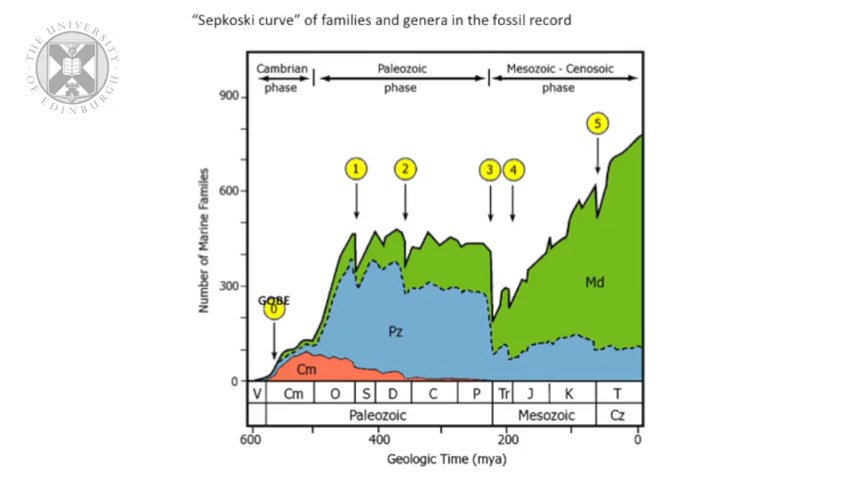 “Sepkoski curve” of families and genera in the fossil record
THE UNIVERSITY OF EDINBURGH
Cambrian phase
Paleozoic phase
Mesozoic - Cenosoic phase
Number of Marine Familes
900
600
300
0
1
2
3
4
5
GOBE
0
Md
Pz
Cm
V Cm O S D C P Tr J K T
Paleozoic Mesozoic Cz
600 400 200 0
Geologic Time (mya)